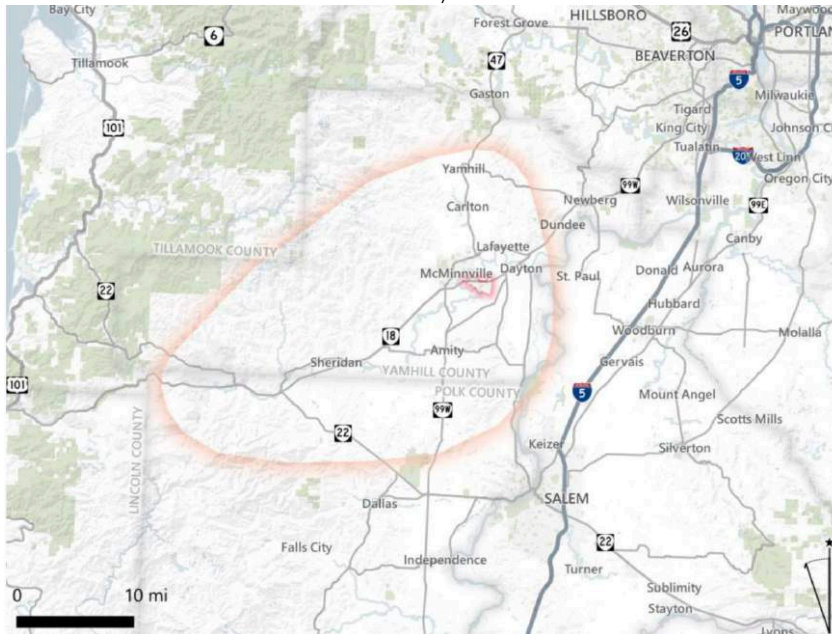 Bay City
Forest Grove
HILLSBORO
Maywoo
6
26
PORTLAN
Tillamook
47
BEAVERTON
5
Gaston
Milwaukie
Tigard
101
King City
Johnson C
Tualatin
20
West Linn
Yamhill
99W
Oregon City
Carlton
Newberg
Wilsonville
99E
Dundee
TILLAMOOK COUNTY
Lafayette
Canby
McMinnville
Dayton
St. Paul
Donald
Aurora
22
Hubbard
18
Woodburn
Molalla
Sheridan
Amity
Gervais
101
YAMHILL COUNTY
POLK COUNTY
5
Mount Angel
99W
Scotts Mills
22
Keizer
Silverton
LINCOLN COUNTY
Dallas
SALEM
Falls City
22
Independence
Turner
Sublimity
0
10 mi
Stayton
Lyons